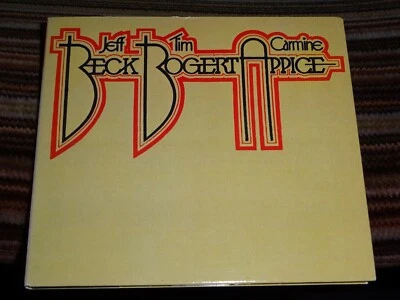 Jeff Tim Carmine
BECK BOGERT APPICE